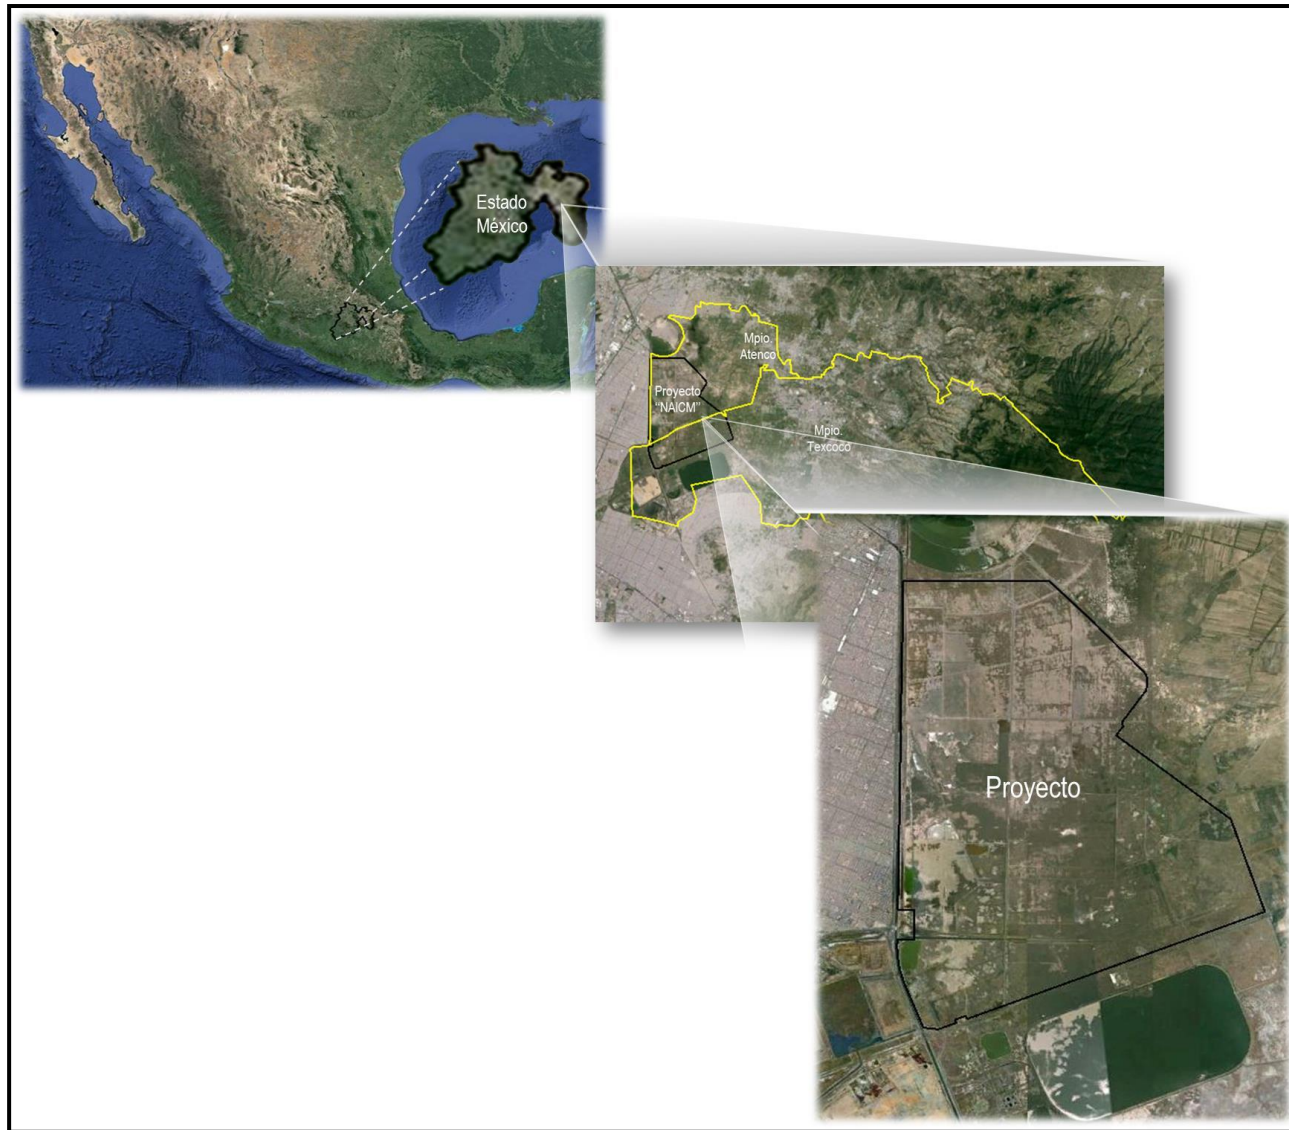 Estado
México
Mpio.
Atenco
Proyecto
“NAICM”
Mpio.
Texcoco
Proyecto